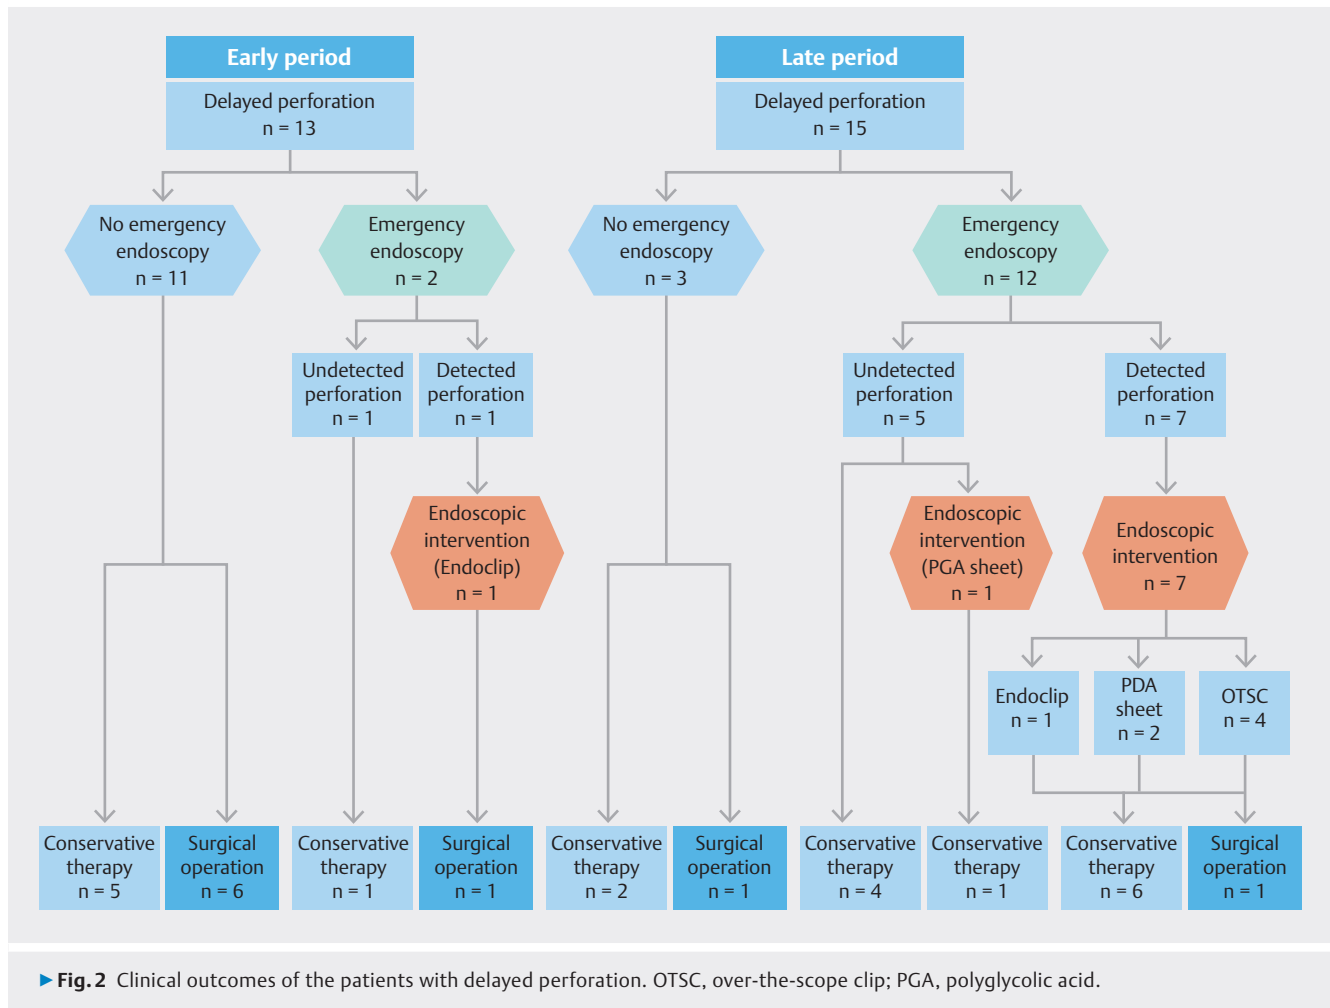 Early period
Delayed perforation
n = 13
Late period
Delayed perforation
n = 15
No emergency
endoscopy
n = 11
Emergency
endoscopy
n = 2
No emergency
endoscopy
n = 3
Emergency
endoscopy
n = 12
Undetected
perforation
n = 1
Detected
perforation
n = 1
Undetected
perforation
n = 5
Detected
perforation
n = 7
Endoscopic
intervention
(Endoclip)
n = 1
Endoscopic
intervention
(PGA sheet)
n = 1
Endoscopic
intervention
n = 7
Endoclip
n = 1
PDA
sheet
n = 2
OTSC
n = 4
Conservative
therapy
n = 5
Surgical
operation
n = 6
Conservative
therapy
n = 1
Surgical
operation
n = 1
Conservative
therapy
n = 2
Surgical
operation
n = 1
Conservative
therapy
n = 4
Conservative
therapy
n = 1
Conservative
therapy
n = 6
Surgical
operation
n = 1
▶ Fig. 2 Clinical outcomes of the patients with delayed perforation. OTSC, over-the-scope clip; PGA, polyglycolic acid.